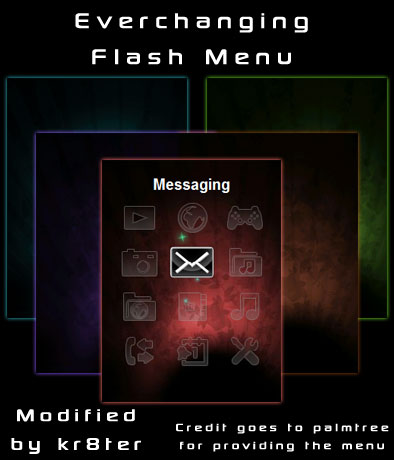 Everchanging
Flash Menu
Messaging
Modified
by kr8ter
Credit goes to palmtree
for providing the menu